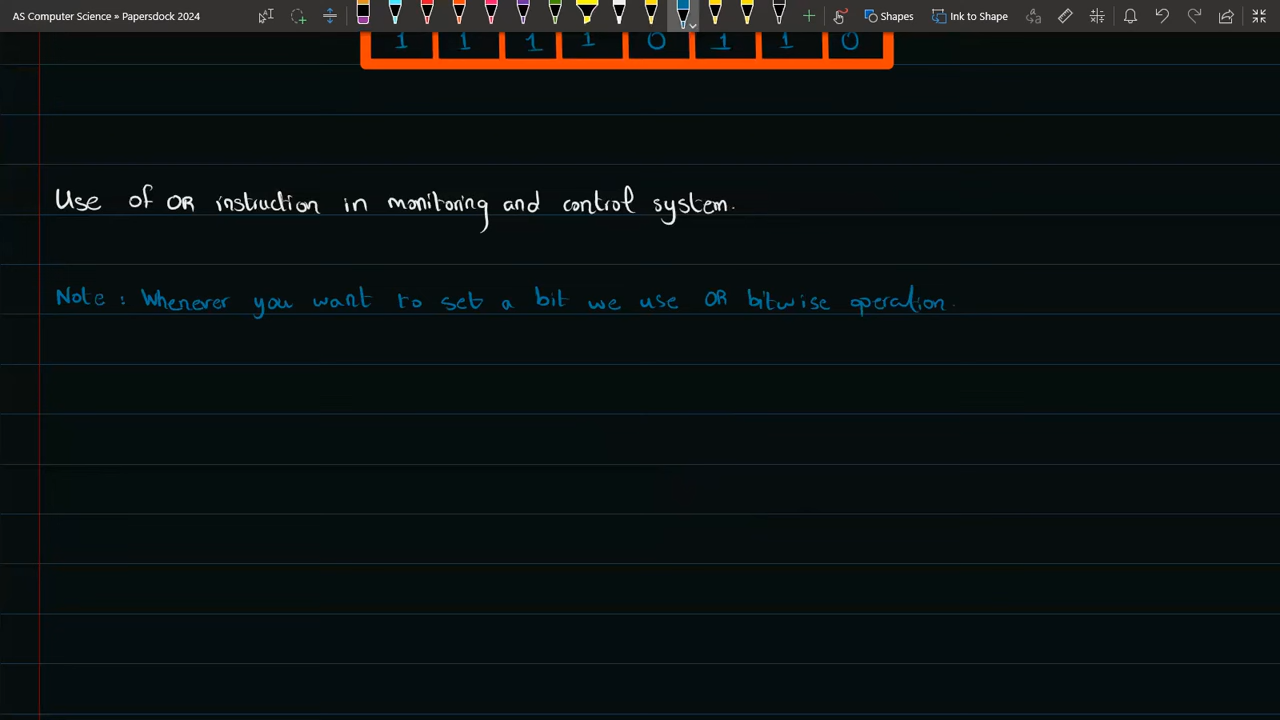 AS Computer Science » Papersdock 2024
Shapes
Ink to Shape
1 1 1 1 0 1 1 0
Use of OR instruction in monitoring and control system.
Note : Whenever you want to set a bit we use OR bitwise operation.